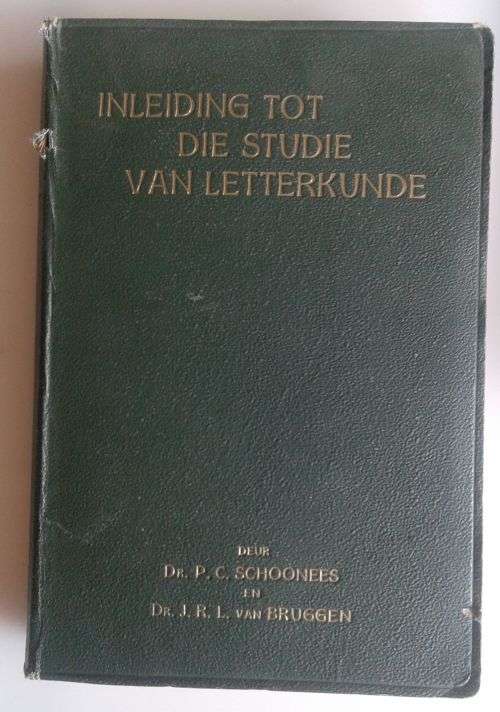 INLEIDING TOT
DIE STUDIE
VAN LETTERKUNDE
DEUR
DR. P. C. SCHOONEES
EN
DR. J. R. L. VAN BRUGGEN